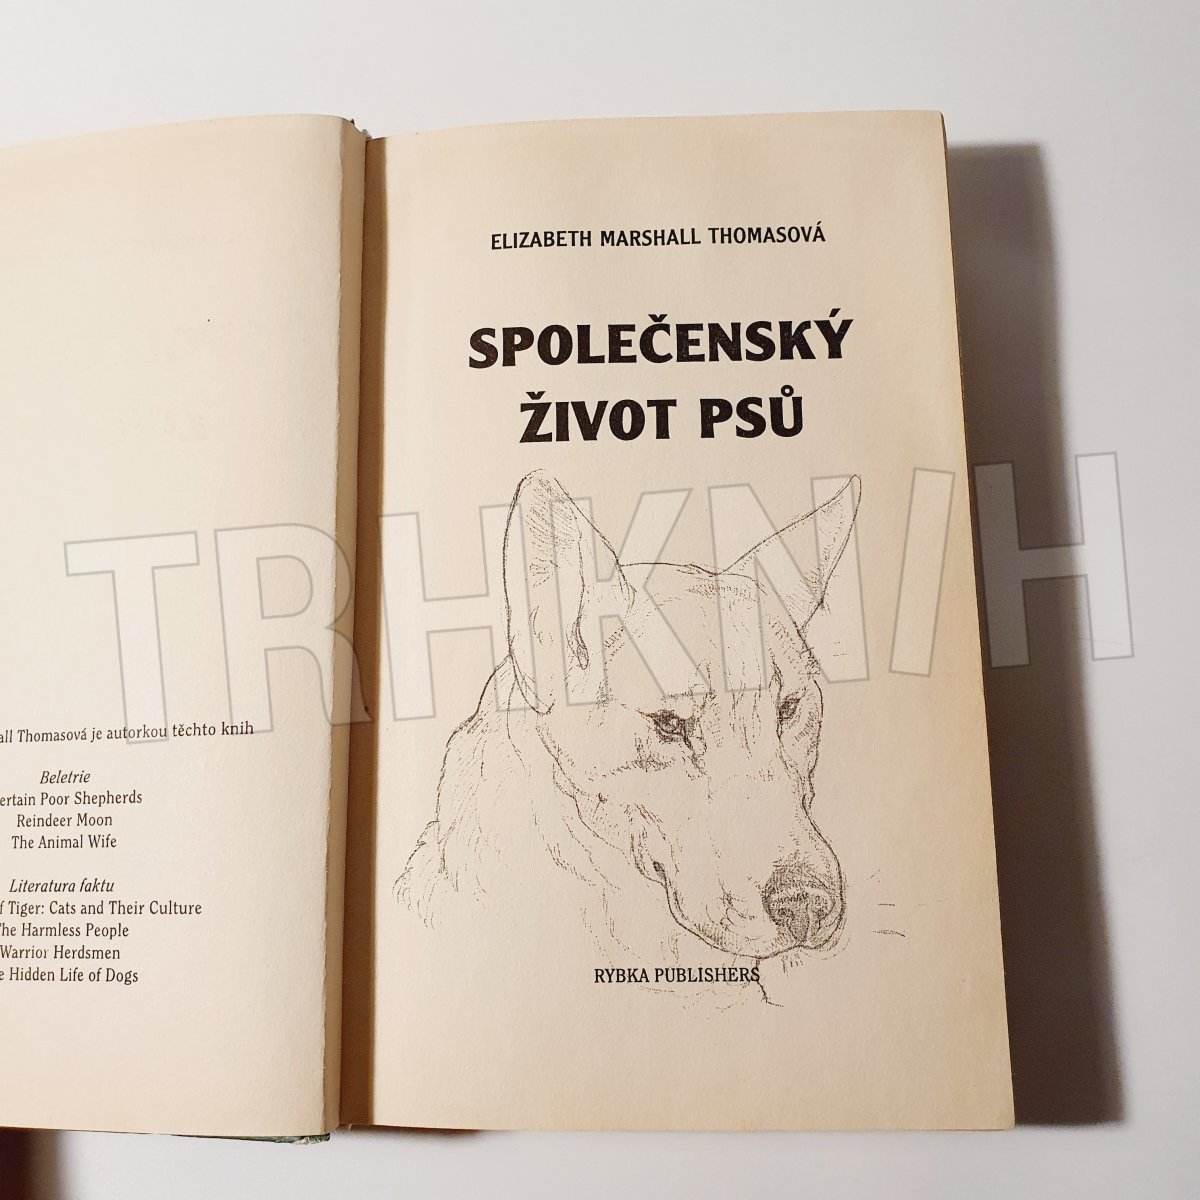 all Thomasová je autorkou těchto knih
Beletrie
ertain Poor Shepherds
Reindeer Moon
The Animal Wife
Literatura faktu
f Tiger: Cats and Their Culture
he Harmless People
Warrior Herdsmen
e Hidden Life of Dogs
ELIZABETH MARSHALL THOMASOVÁ
SPOLEČENSKÝ
ŽIVOT PSŮ
RYBKA PUBLISHERS
TRHKNIH